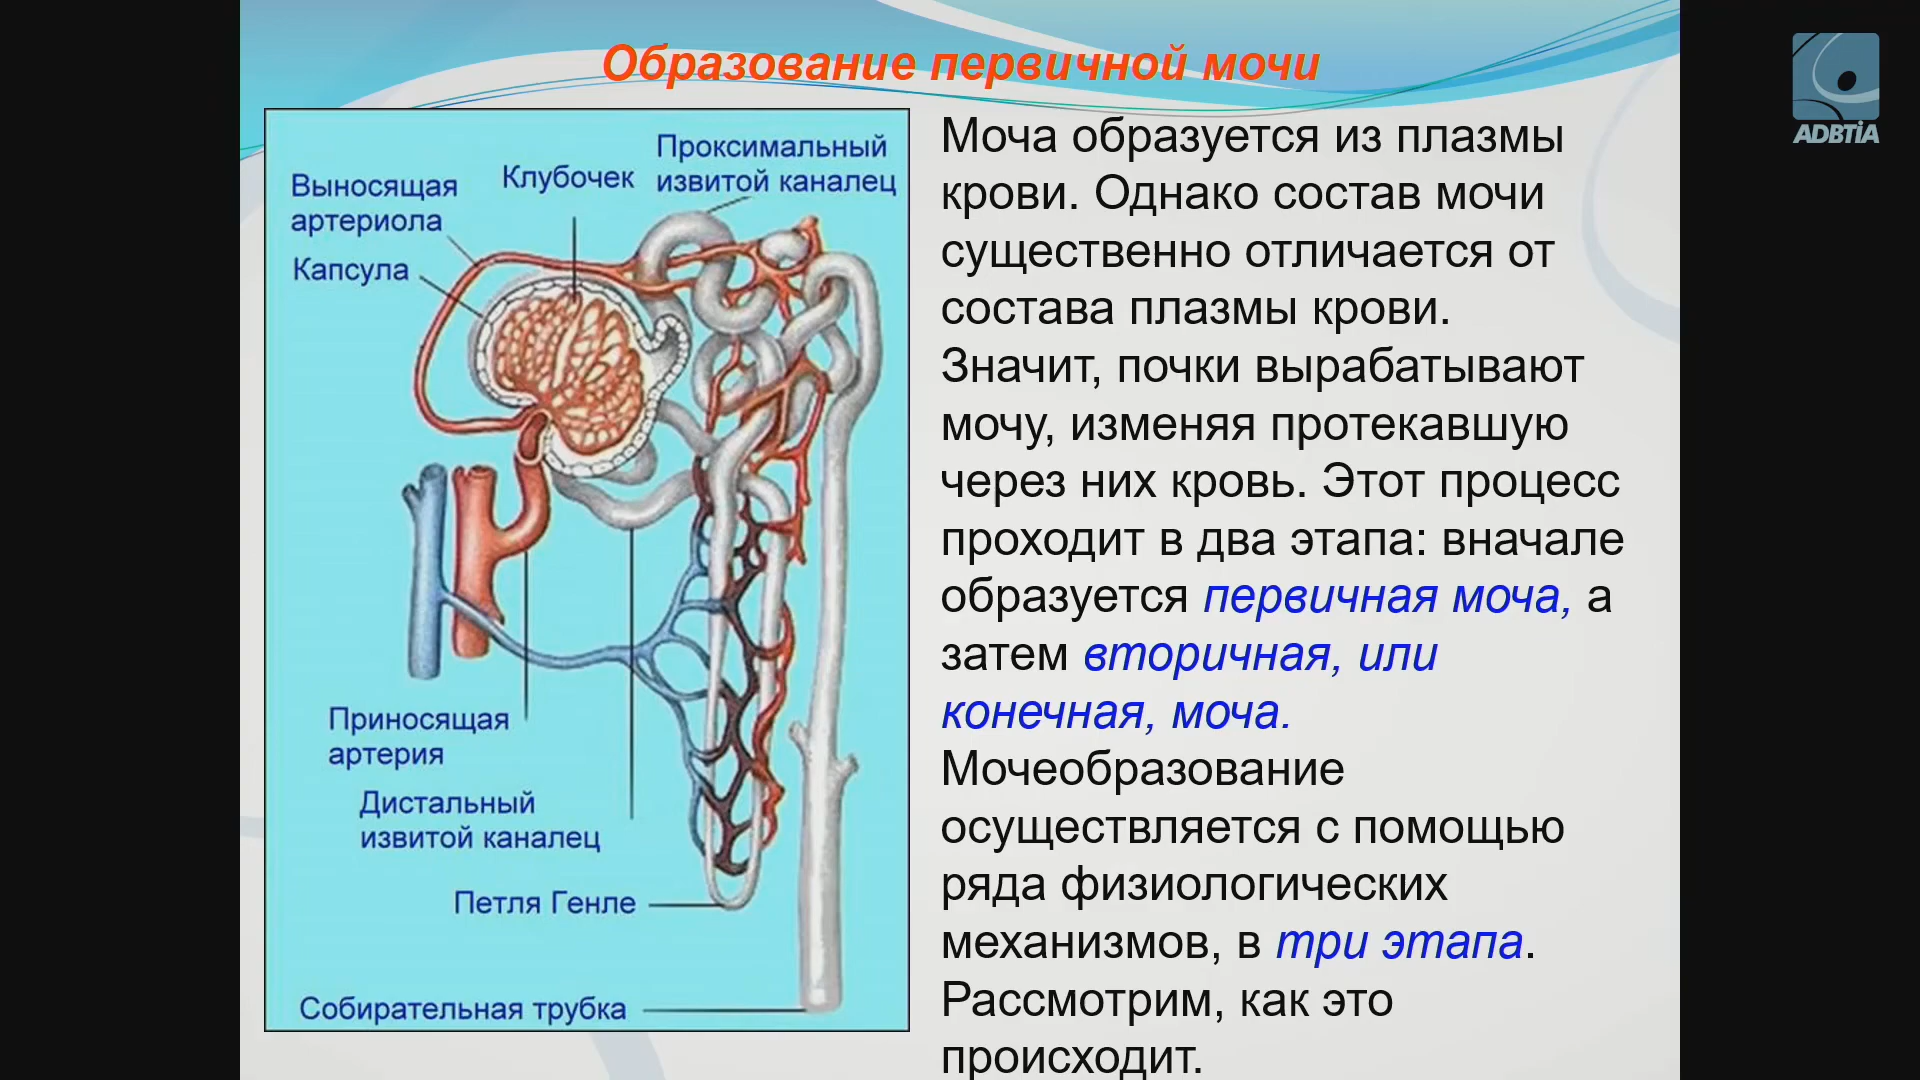 Образование первичной мочи
Выносящая
артериола
Клубочек
Проксимальный
извитой каналец
Капсула
Приносящая
артерия
Дистальный
извитой каналец
Петля Генле
Собирательная трубка
Моча образуется из плазмы
крови. Однако состав мочи
существенно отличается от
состава плазмы крови.
Значит, почки вырабатывают
мочу, изменяя протекавшую
через них кровь. Этот процесс
проходит в два этапа: вначале
образуется первичная моча, а
затем вторичная, или
конечная, моча.
Мочеобразование
осуществляется с помощью
ряда физиологических
механизмов, в три этапа.
Рассмотрим, как это
происходит.
ADBTİA